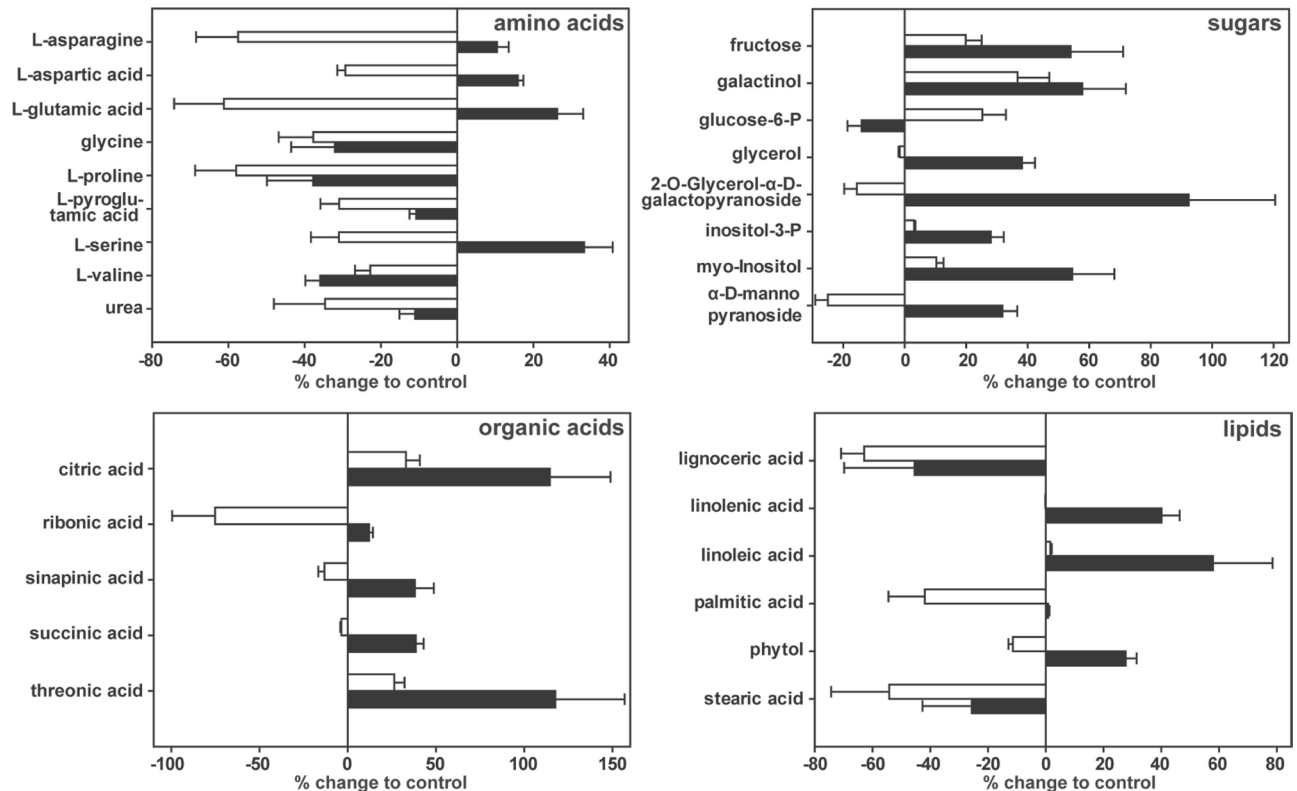 amino acids
L-asparagine
L-aspartic acid
L-glutamic acid
glycine
L-proline
L-pyroglu-
tamic acid
L-serine
L-valine
urea
-80 -60 -40 -20 0 20 40
% change to control
sugars
fructose
galactinol
glucose-6-P
glycerol
2-O-Glycerol-α-D-
galactopyranoside
inositol-3-P
myo-Inositol
α-D-manno
pyranoside
-20 0 20 40 60 80 100 120
% change to control
organic acids
citric acid
ribonic acid
sinapinic acid
succinic acid
threonic acid
-100 -50 0 50 100 150
% change to control
lipids
lignoceric acid
linolenic acid
linoleic acid
palmitic acid
phytol
stearic acid
-80 -60 -40 -20 0 20 40 60 80
% change to control